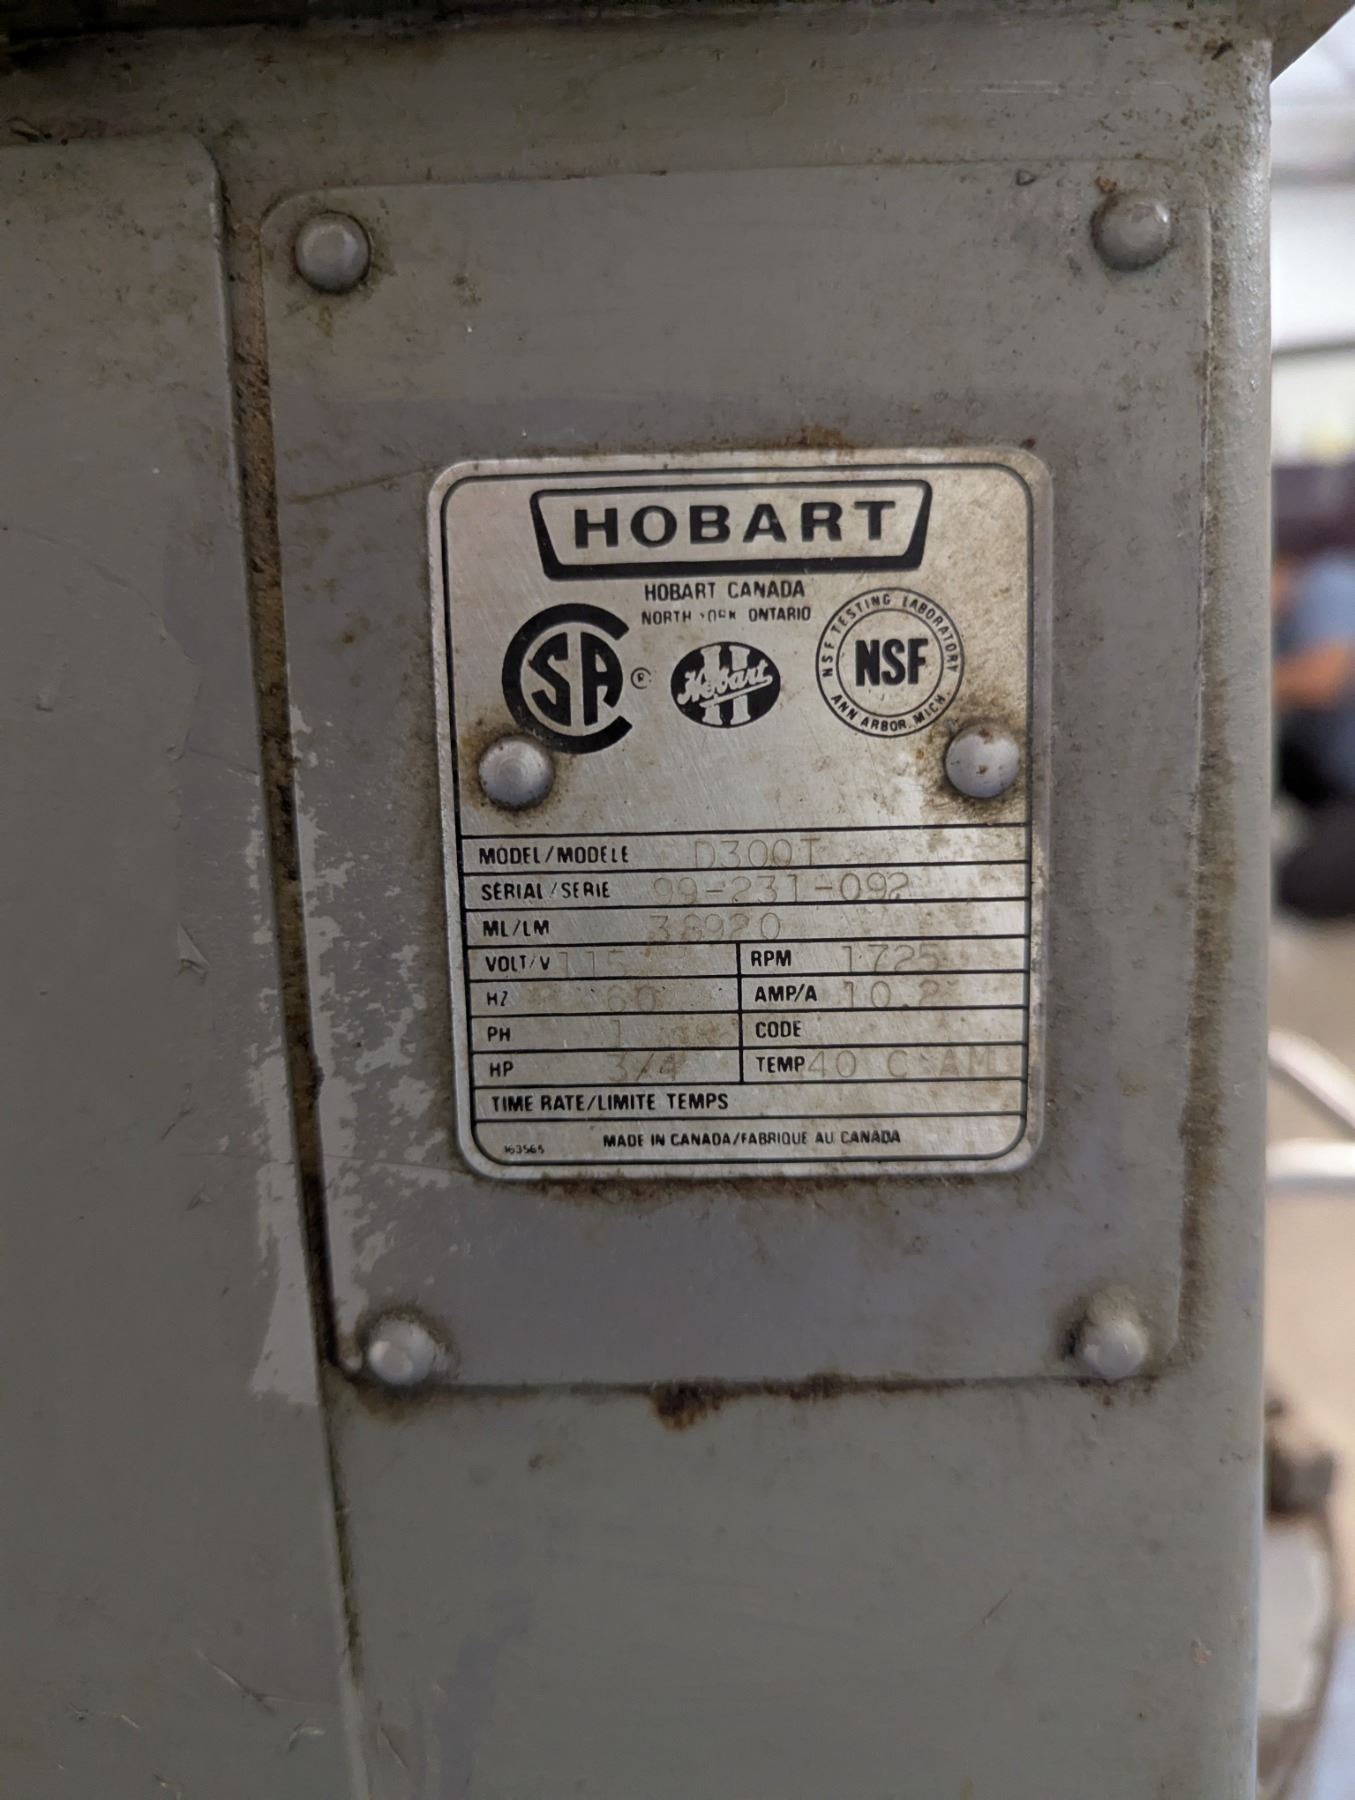 HOBART
HOBART CANADA
NORTH YORK ONTARIO
CSA ®
Hobart
NSF TESTING LABORATORY
NSF
ANN ARBOR, MICH
MODEL/MODELE D300T
SERIAL/SERIE 99-231-092
ML/LM 38920
VOLT/V 115 RPM 1725
HZ 60 AMP/A 10.2
PH 1 CODE
HP 3/4 TEMP 40 C AM
TIME RATE/LIMITE TEMPS
163565 MADE IN CANADA/FABRIQUE AU CANADA